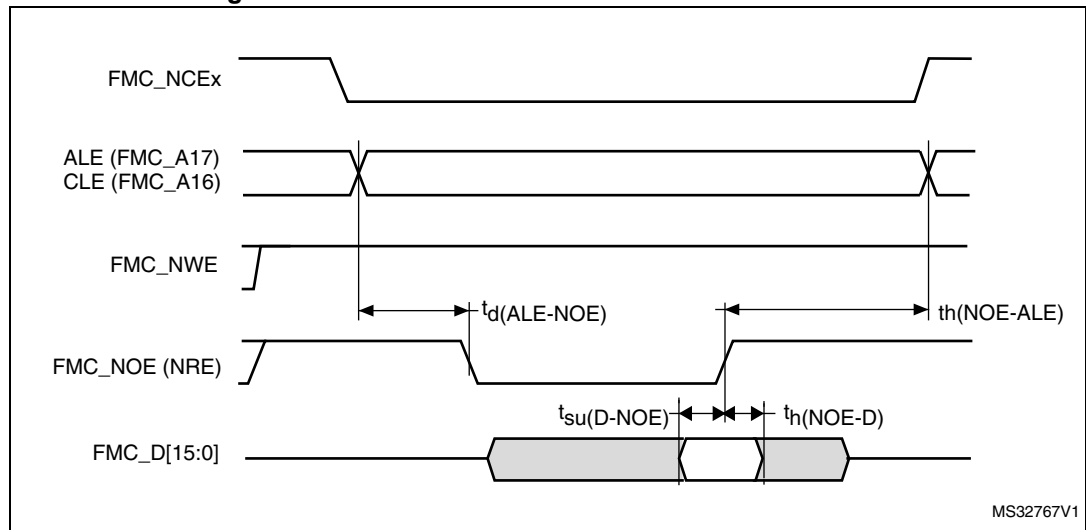 FMC_NCEx
ALE (FMC_A17)
CLE (FMC_A16)
FMC_NWE
td(ALE-NOE)
th(NOE-ALE)
FMC_NOE (NRE)
tsu(D-NOE)
th(NOE-D)
FMC_D[15:0]
MS32767V1